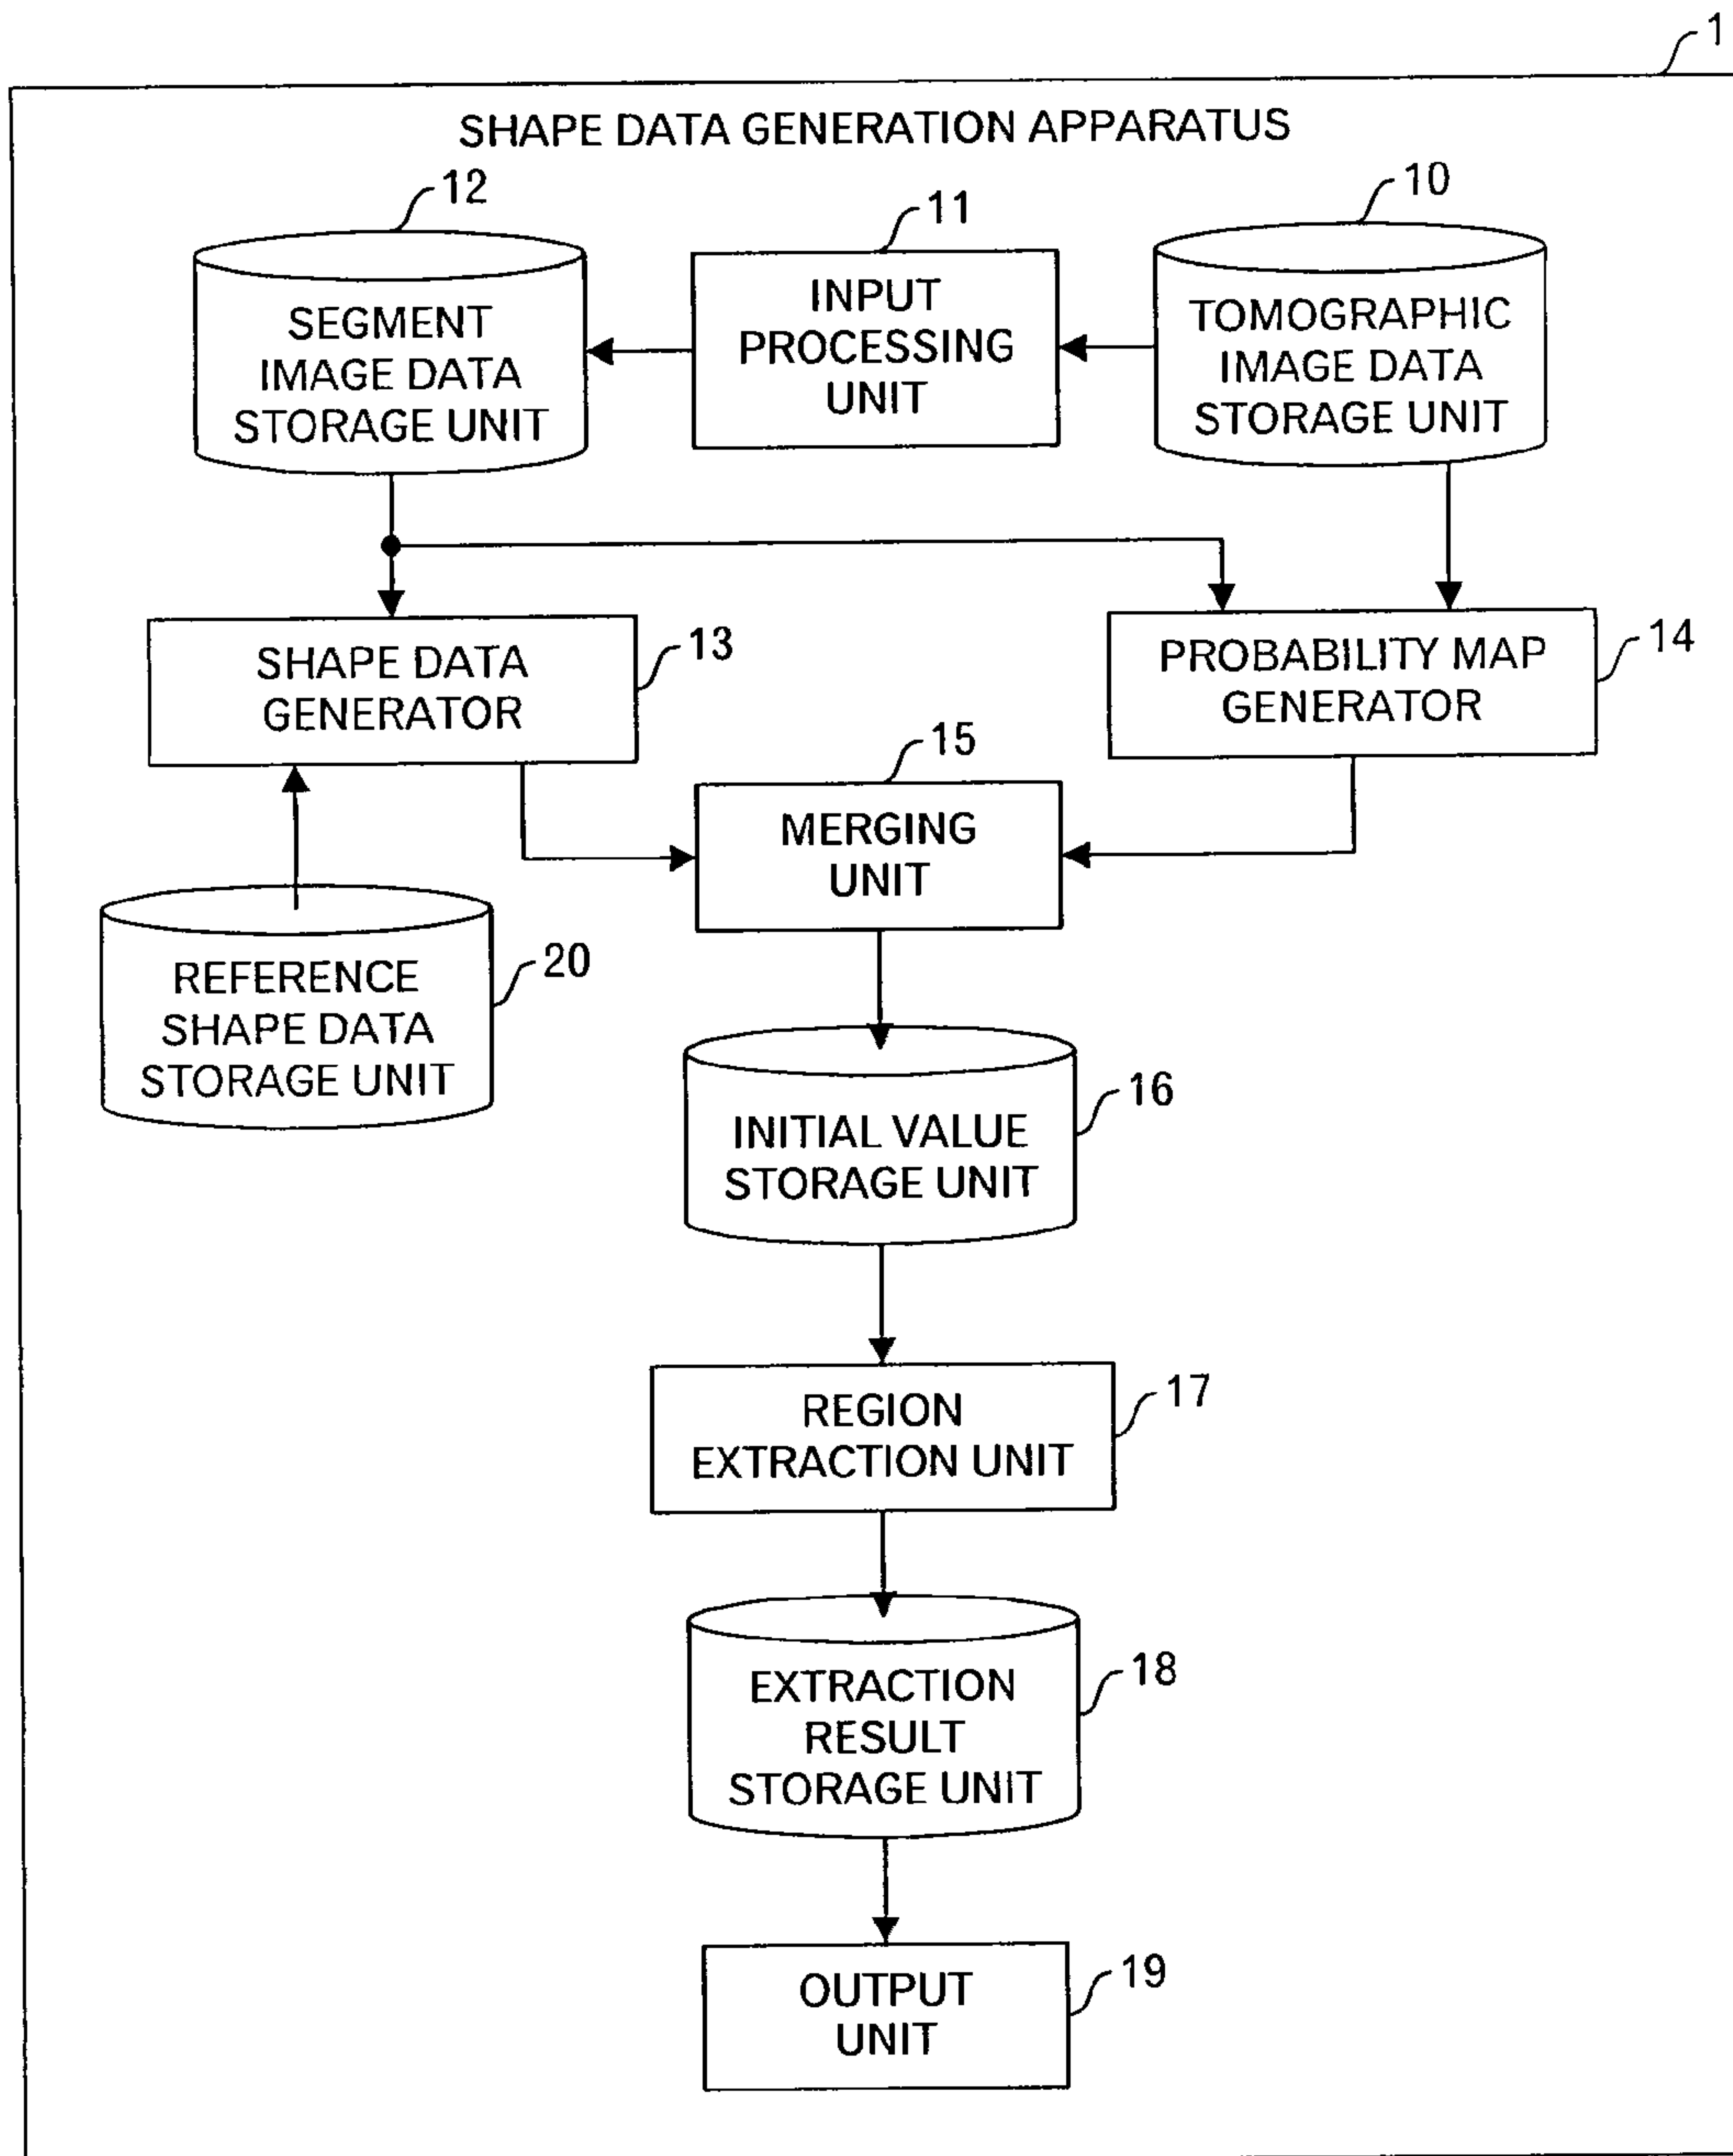 1
SHAPE DATA GENERATION APPARATUS
12
11
10
SEGMENT
IMAGE DATA
STORAGE UNIT
INPUT
PROCESSING
UNIT
TOMOGRAPHIC
IMAGE DATA
STORAGE UNIT
SHAPE DATA
GENERATOR
13
PROBABILITY MAP
GENERATOR
14
15
MERGING
UNIT
REFERENCE
SHAPE DATA
STORAGE UNIT
20
INITIAL VALUE
STORAGE UNIT
16
REGION
EXTRACTION UNIT
17
EXTRACTION
RESULT
STORAGE UNIT
18
OUTPUT
UNIT
19